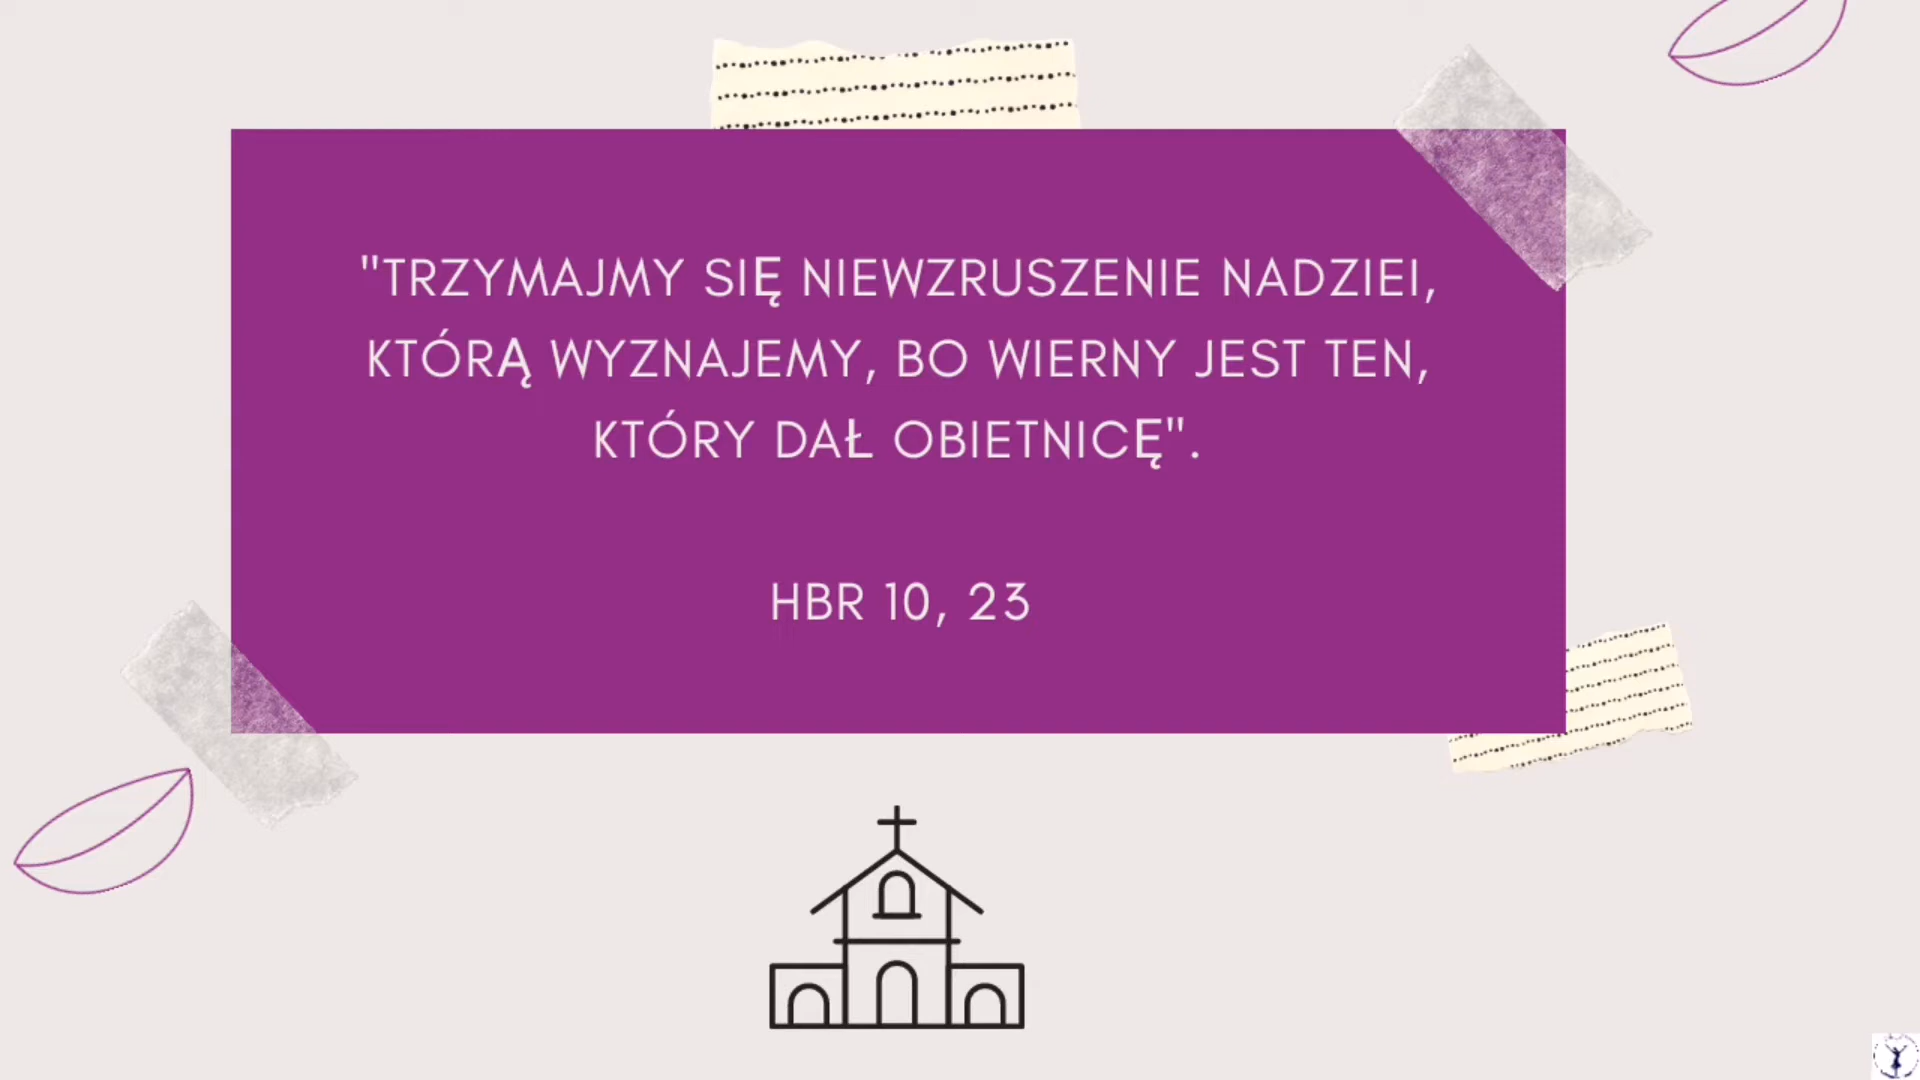 "TRZYMAJMY SIĘ NIEWZRUSZENIE NADZIEI,
KTÓRĄ WYZNAJEMY, BO WIERNY JEST TEN,
KTÓRY DAŁ OBIETNICĘ".
HBR 10, 23